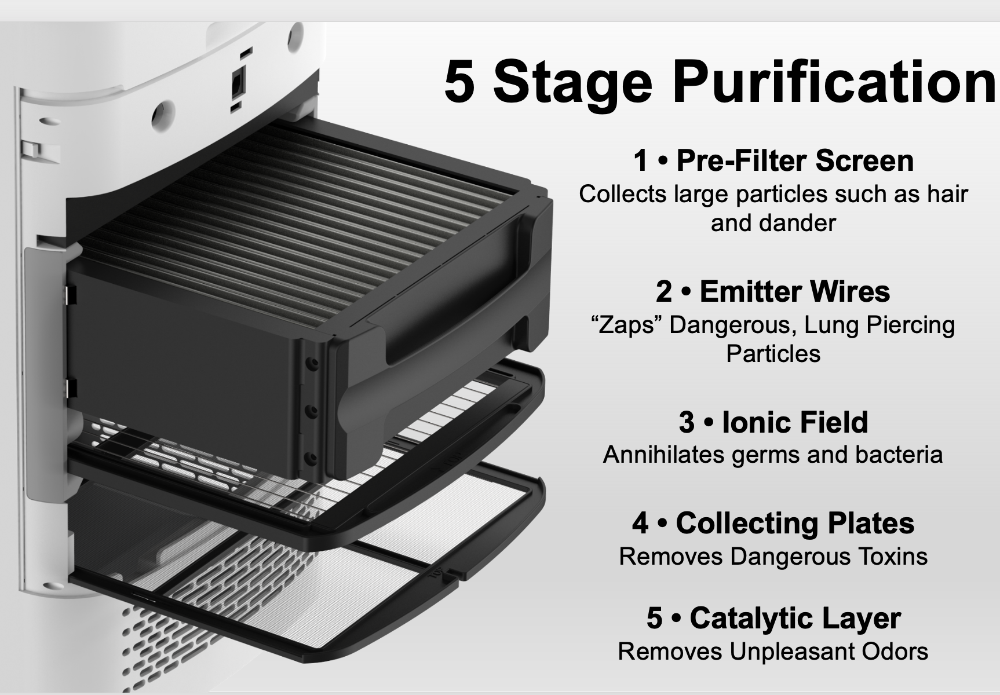 5 Stage Purification
1 • Pre-Filter Screen
Collects large particles such as hair
and dander
2 • Emitter Wires
“Zaps” Dangerous, Lung Piercing
Particles
3 • Ionic Field
Annihilates germs and bacteria
4 • Collecting Plates
Removes Dangerous Toxins
5 • Catalytic Layer
Removes Unpleasant Odors
TOP
TOP